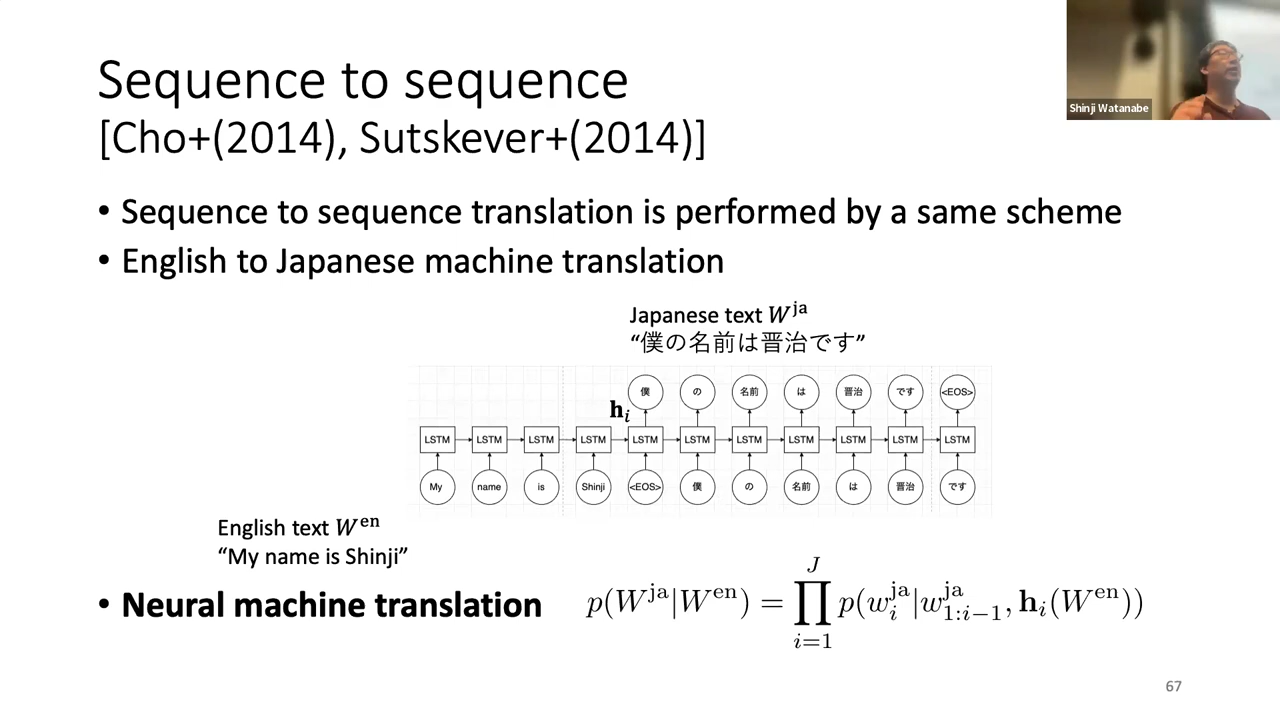 Sequence to sequence
[Cho+(2014), Sutskever+(2014)]
Shinji Watanabe
• Sequence to sequence translation is performed by a same scheme
• English to Japanese machine translation
Japanese text W^ja
“僕の名前は晋治です”
僕 の 名前 は 晋治 です <EOS>
h_i
LSTM LSTM LSTM LSTM LSTM LSTM LSTM LSTM LSTM LSTM LSTM
My name is Shinji <EOS> 僕 の 名前 は 晋治 です
English text W^en
“My name is Shinji”
• Neural machine translation p(W^ja|W^en) = ∏_{i=1}^{J} p(w_i^ja|w_{1:i−1}^ja, h_i(W^en))
67